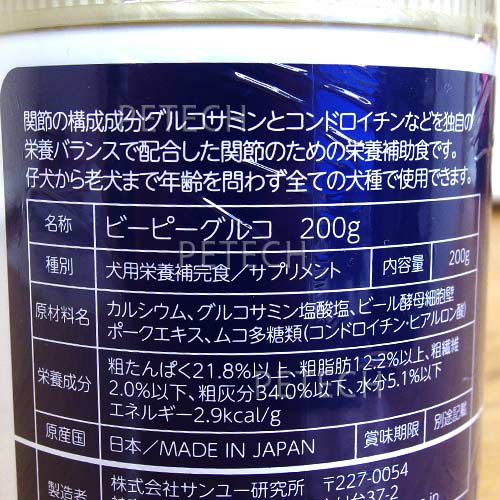 関節の構成成分グルコサミンとコンドロイチンなどを独自の
栄養バランスで配合した関節のための栄養補助食です。
仔犬から老犬まで年齢を問わず全ての犬種で使用できます。
名称 ビーピーグルコ 200g
種別 犬用栄養補完食／サプリメント 内容量 200g
原材料名 カルシウム、グルコサミン塩酸塩、ビール酵母細胞壁
ポークエキス、ムコ多糖類(コンドロイチン・ヒアルロン酸)
栄養成分 粗たんぱく21.8%以上、粗脂肪12.2%以上、粗繊維
2.0%以下、粗灰分34.0%以下、水分5.1%以下
エネルギー2.9kcal/g
原産国 日本／MADE IN JAPAN 賞味期限 別途記載
製造者 株式会社サンユー研究所 〒227-0054
PETECH
PETECH
PETECH